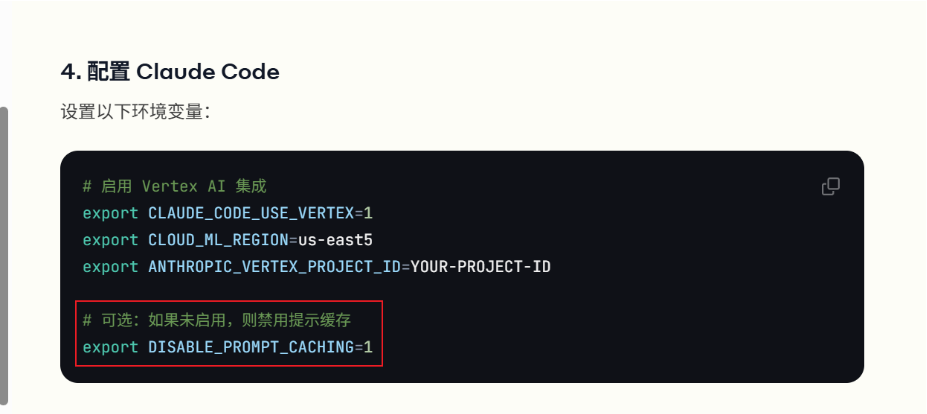 4. 配置 Claude Code
设置以下环境变量：
# 启用 Vertex AI 集成
export CLAUDE_CODE_USE_VERTEX=1
export CLOUD_ML_REGION=us-east5
export ANTHROPIC_VERTEX_PROJECT_ID=YOUR-PROJECT-ID
# 可选：如果未启用，则禁用提示缓存
export DISABLE_PROMPT_CACHING=1